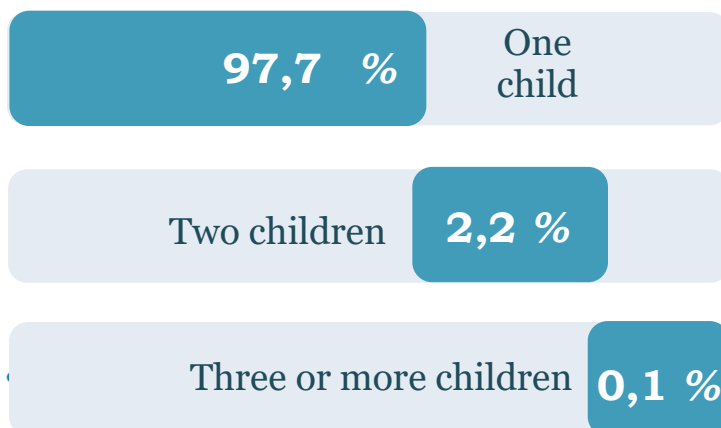 97,7 %
One
child
Two children
2,2 %
Three or more children
0,1 %